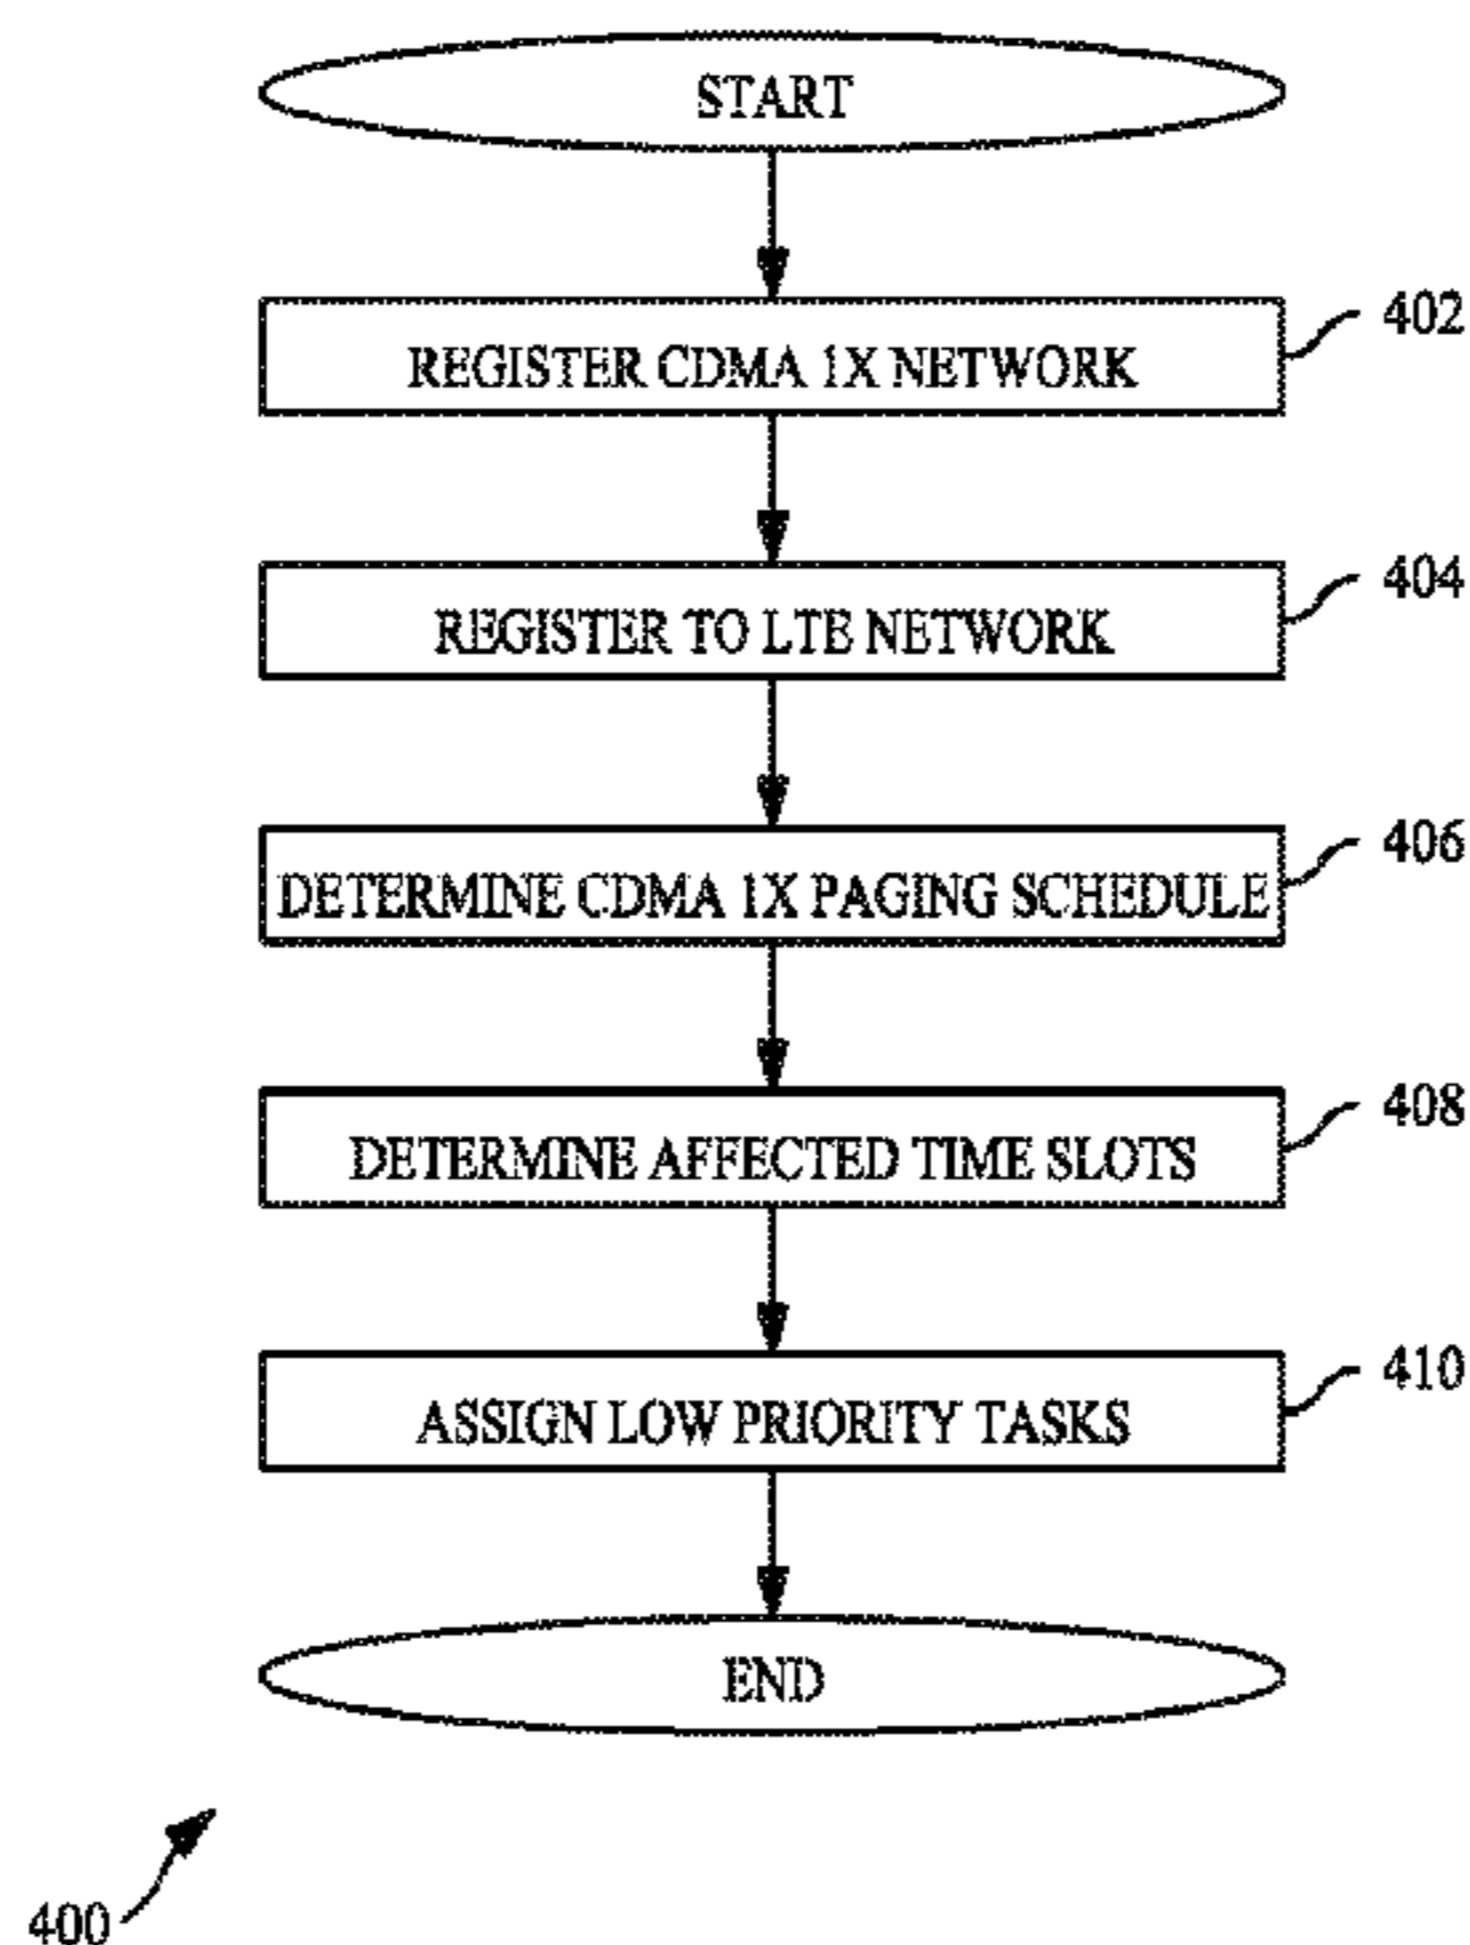 START
REGISTER CDMA 1X NETWORK
402
REGISTER TO LTE NETWORK
404
DETERMINE CDMA 1X PAGING SCHEDULE
406
DETERMINE AFFECTED TIME SLOTS
408
ASSIGN LOW PRIORITY TASKS
410
END
400